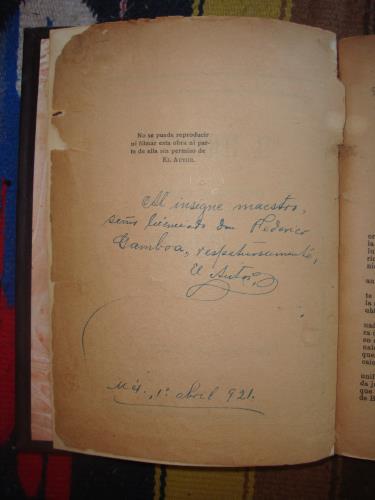 No se puede reproducir
ni filmar esta obra ni par-
te de ella sin permiso de
EL AUTOR.
Al insigne maestro,
señor licenciado don Federico
Gamboa, respetuosamente,
El Autor.
Méx., 1º abril 921.